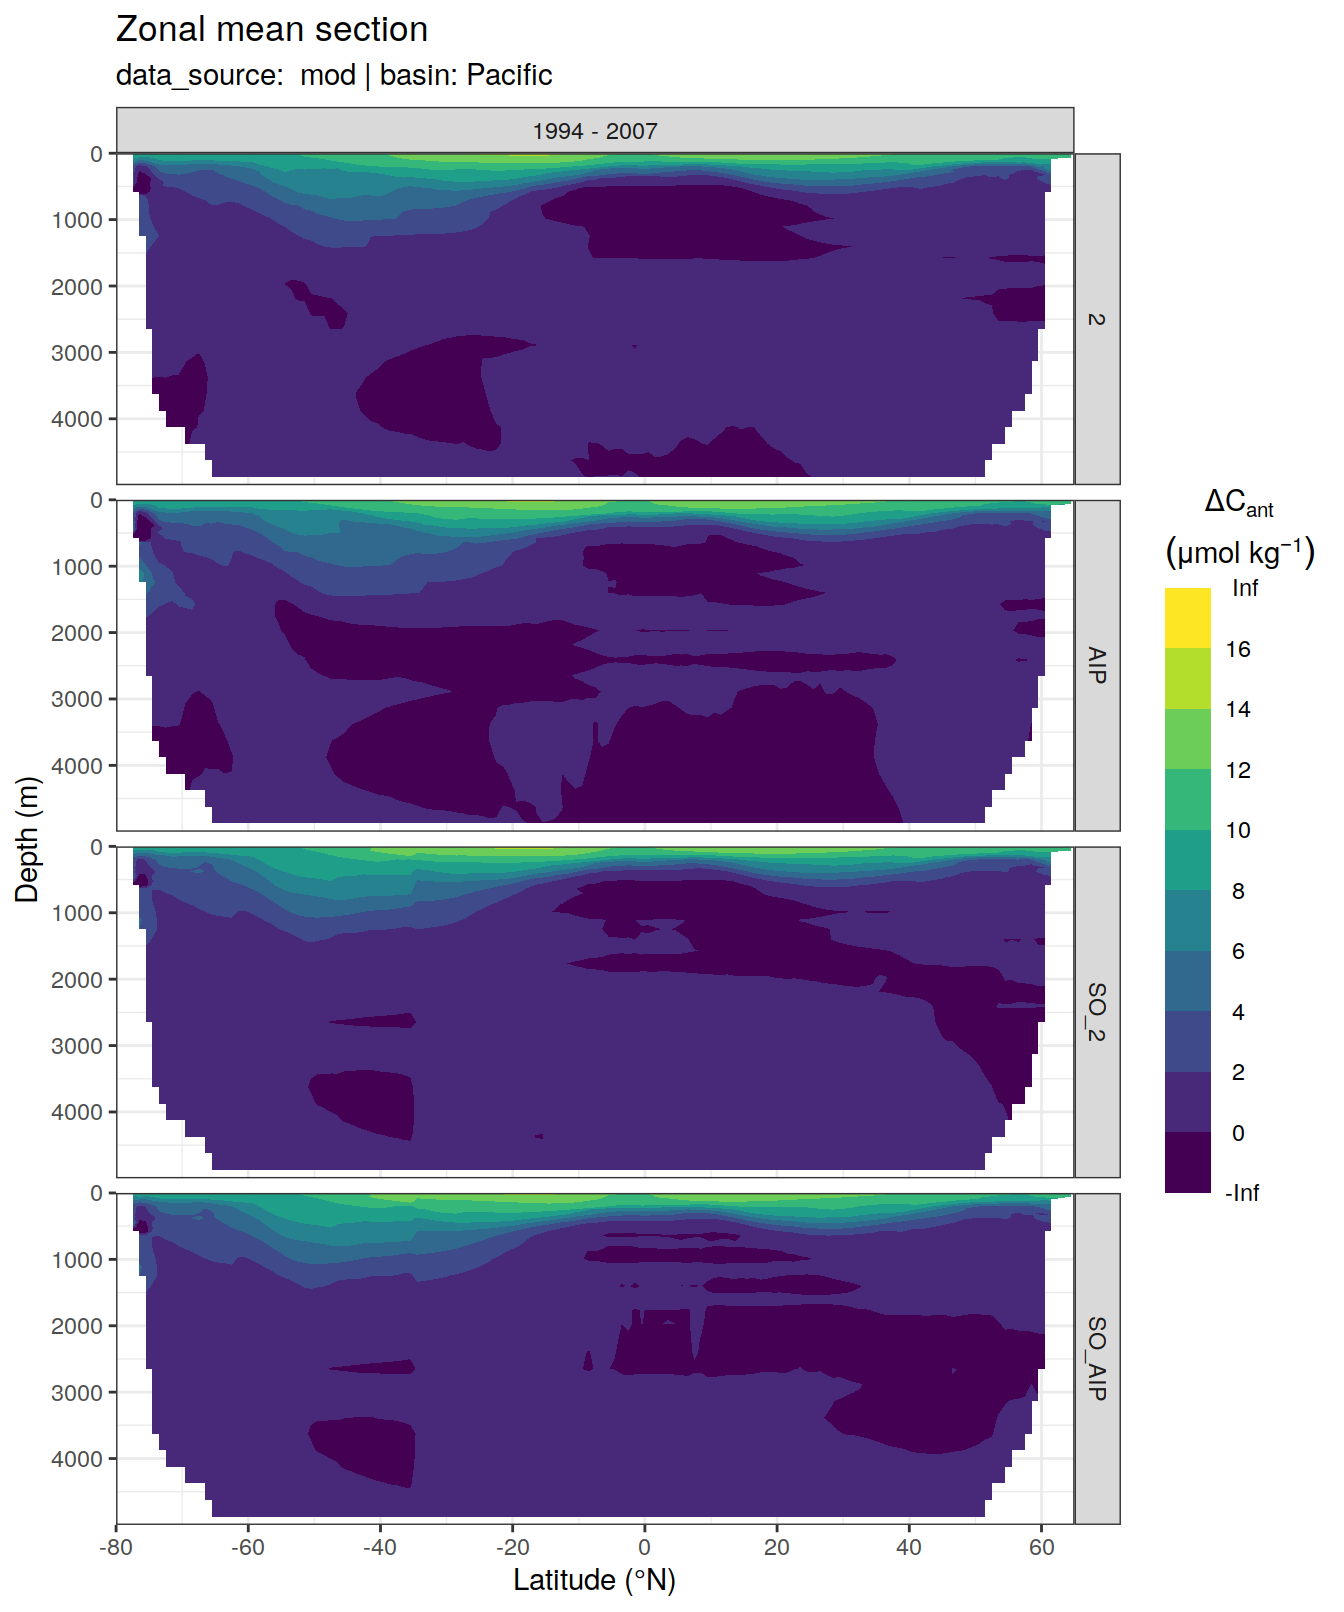 Zonal mean section
data_source:  mod | basin: Pacific
1994 - 2007
0
1000
2000
3000
4000
2
0
1000
2000
3000
4000
AIP
0
1000
2000
3000
4000
SO_2
0
1000
2000
3000
4000
SO_AIP
-80 -60 -40 -20 0 20 40 60
Latitude (°N)
Depth (m)
ΔCant
(μmol kg⁻¹)
Inf
16
14
12
10
8
6
4
2
0
-Inf